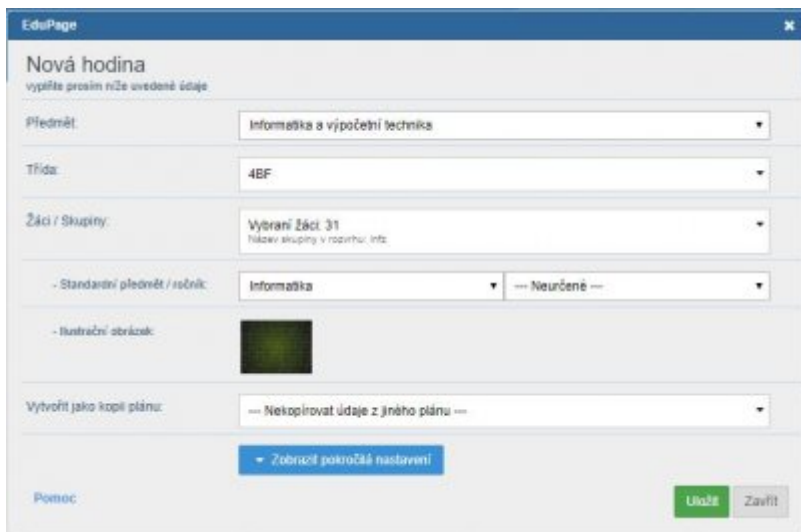 EduPage
Nová hodina
vyplňte prosím níže uvedené údaje
Předmět:
Informatika a výpočetní technika
Třída:
4BF
Žáci / Skupiny:
Vybraní žáci: 31
Název skupiny v rozvrhu: Infz
- Standardní předmět / ročník:
Informatika
--- Neurčené ---
- Ilustrační obrázek:
Vytvořit jako kopii plánu:
--- Nekopírovat údaje z jiného plánu ---
Zobrazit pokročilá nastavení
Pomoc
Uložit
Zavřít